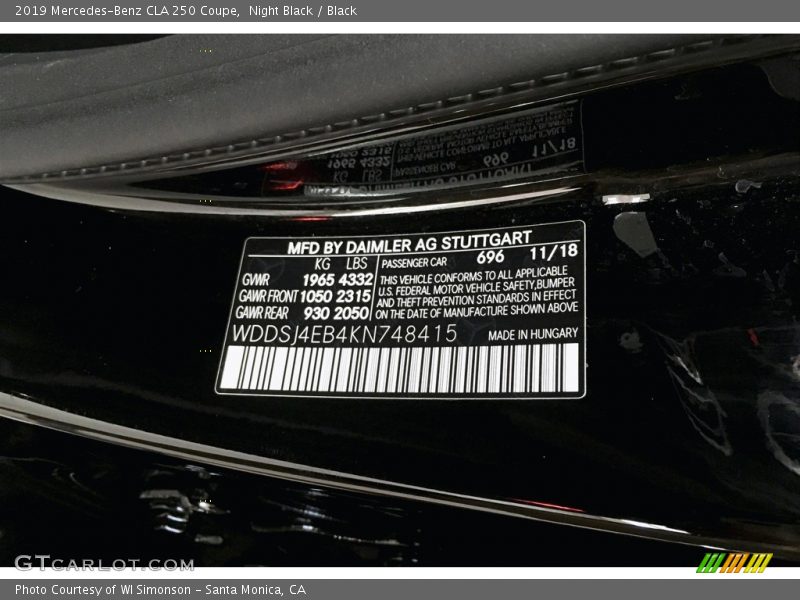 2019 Mercedes-Benz CLA 250 Coupe, Night Black / Black
MFD BY DAIMLER AG STUTTGART
KG LBS
GVWR 1965 4332
GAWR FRONT 1050 2315
GAWR REAR 930 2050
PASSENGER CAR 696 11/18
THIS VEHICLE CONFORMS TO ALL APPLICABLE
U.S. FEDERAL MOTOR VEHICLE SAFETY, BUMPER
AND THEFT PREVENTION STANDARDS IN EFFECT
ON THE DATE OF MANUFACTURE SHOWN ABOVE
WDDSJ4EB4KN748415 MADE IN HUNGARY
GTCARLOT.COM
Photo Courtesy of WI Simonson - Santa Monica, CA